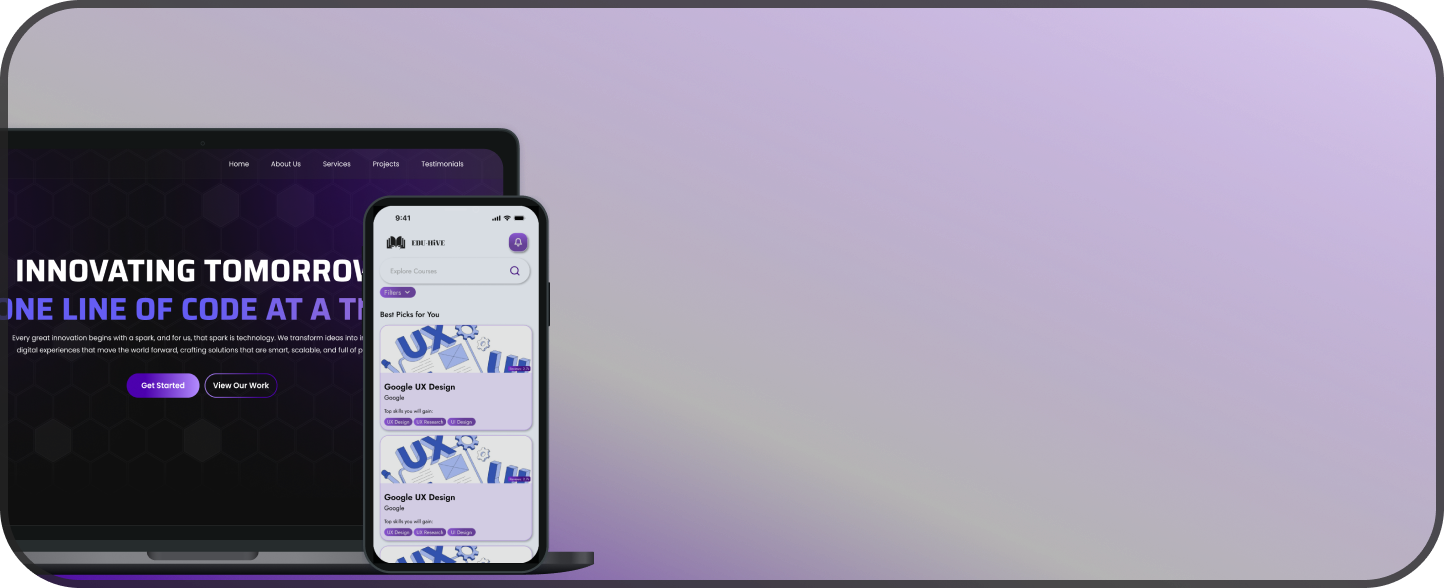 Home About Us Services Projects Testimonials
INNOVATING TOMORROW
ONE LINE OF CODE AT A
Every great innovation begins with a spark, and for us, that spark is technology. We transform ideas into
digital experiences that move the world forward, crafting solutions that are smart, scalable, and full of
Get Started View Our Work
9:41
EDU-HIVE
Explore Courses
Filters
Best Picks for You
UX
Google UX Design
Google
Top skills you will gain:
UX Design UX Research UI Design
UX
Google UX Design
Google
Top skills you will gain:
UX Design UX Research UI Design